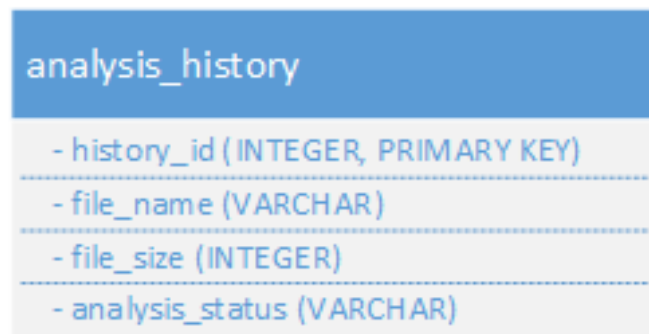 analysis_history
- history_id (INTEGER, PRIMARY KEY)
- file_name (VARCHAR)
- file_size (INTEGER)
- analysis_status (VARCHAR)